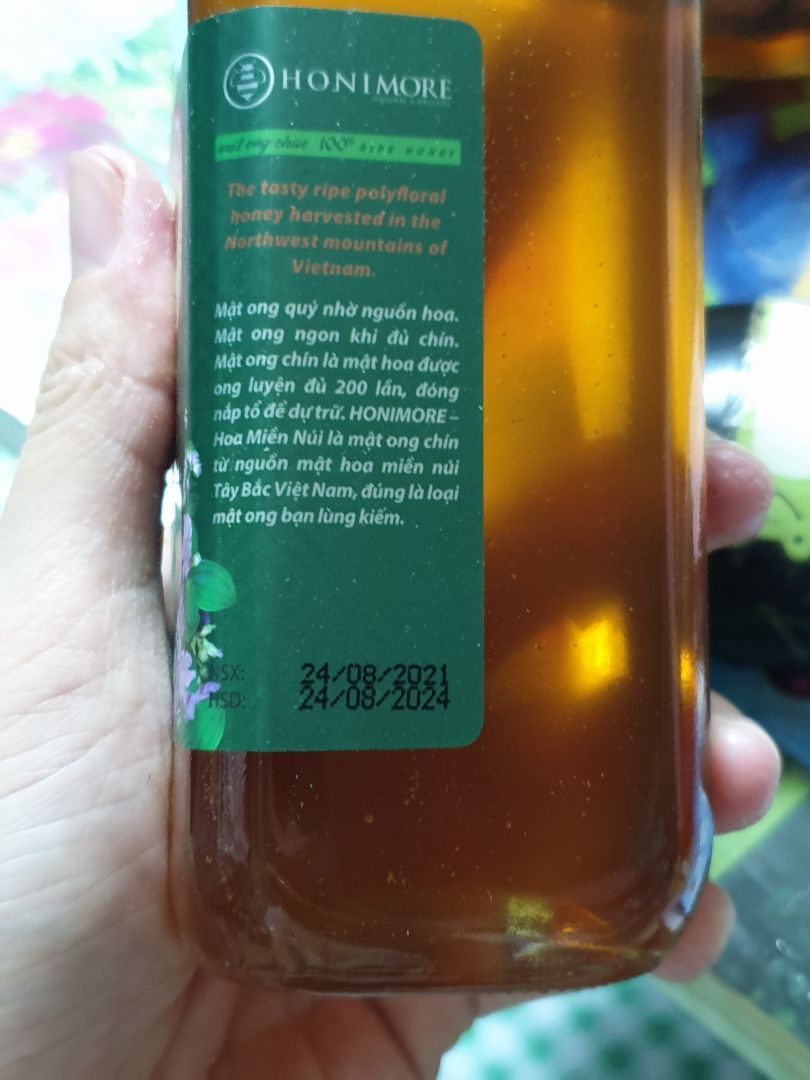 HONIMORE
mật ong chín 100% RIPE HONEY
The tasty ripe polyfloral
honey harvested in the
Northwest mountains of
Vietnam.
Mật ong quý nhờ nguồn hoa.
Mật ong ngon khi đủ chín.
Mật ong chín là mật hoa được
ong luyện đủ 200 lần, đóng
nắp tổ để dự trữ. HONIMORE –
Hoa Miền Núi là mật ong chín
từ nguồn mật hoa miền núi
Tây Bắc Việt Nam, đúng là loại
mật ong bạn lùng kiếm.
NSX: 24/08/2021
HSD: 24/08/2024